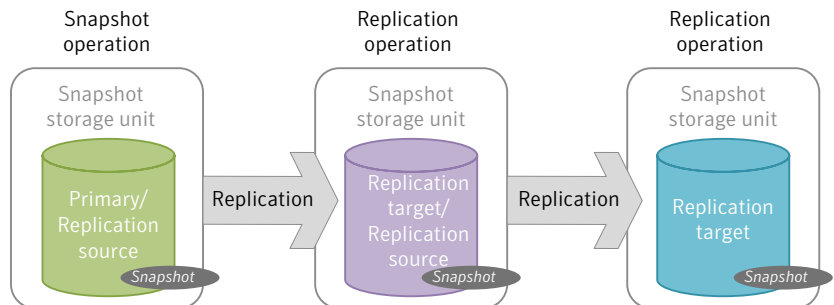 Snapshot
operation
Snapshot
storage unit
Primary/
Replication
source
Snapshot
Replication
Replication
operation
Snapshot
storage unit
Replication
target/
Replication
source
Snapshot
Replication
Replication
operation
Snapshot
storage unit
Replication
target
Snapshot